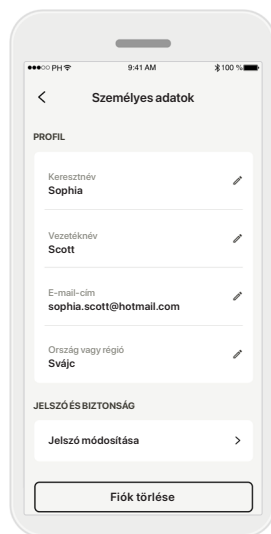 ●●●○○ PH 9:41 AM 100 %
Személyes adatok
PROFIL
Keresztnév
Sophia
Vezetéknév
Scott
E-mail-cím
sophia.scott@hotmail.com
Ország vagy régió
Svájc
JELSZÓ ÉS BIZTONSÁG
Jelszó módosítása
Fiók törlése